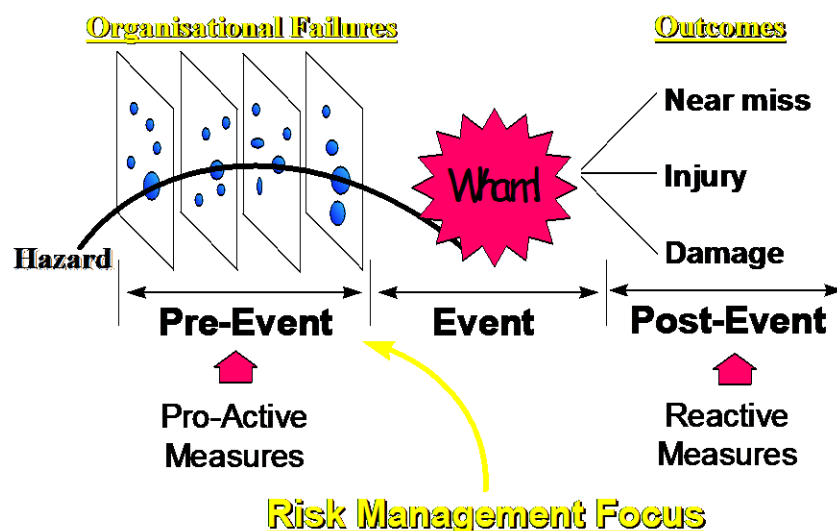 Organisational Failures
Outcomes
Near miss
Wham!
Injury
Hazard
Damage
Pre-Event
Event
Post-Event
Pro-Active
Measures
Reactive
Measures
Risk Management Focus